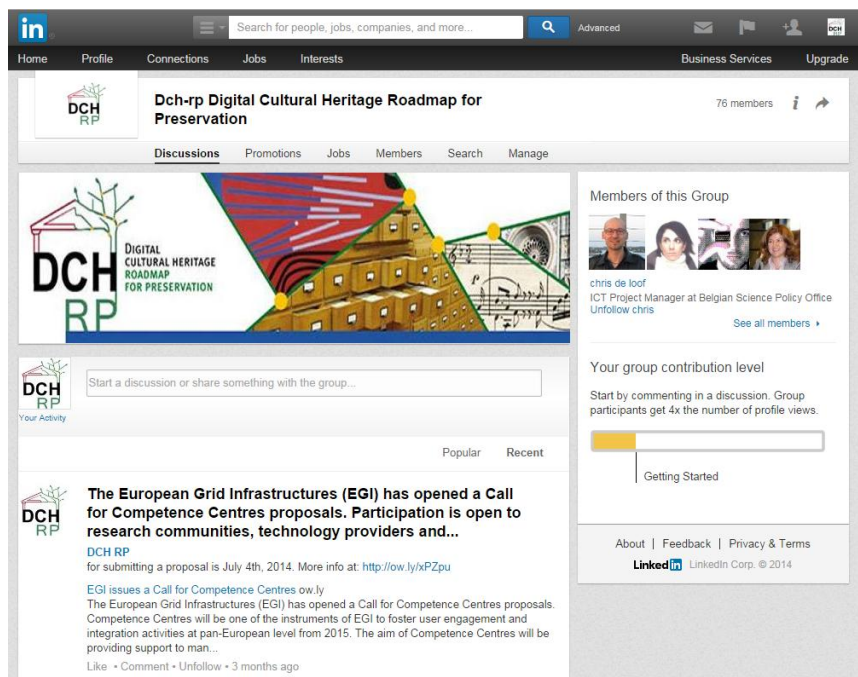 in
Search for people, jobs, companies, and more...
Advanced
DCH
Home Profile Connections Jobs Interests Business Services Upgrade
DCH
RP
Dch-rp Digital Cultural Heritage Roadmap for
Preservation
76 members i
Discussions Promotions Jobs Members Search Manage
DCH
RP
DIGITAL
CULTURAL HERITAGE
ROADMAP
FOR PRESERVATION
DCH
RP
Your Activity
Start a discussion or share something with the group...
Popular Recent
DCH
RP
The European Grid Infrastructures (EGI) has opened a Call
for Competence Centres proposals. Participation is open to
research communities, technology providers and...
DCH RP
for submitting a proposal is July 4th, 2014. More info at: http://ow.ly/xPZpu
EGI issues a Call for Competence Centres ow.ly
The European Grid Infrastructures (EGI) has opened a Call for Competence Centres proposals.
Competence Centres will be one of the instruments of EGI to foster user engagement and
integration activities at pan-European level from 2015. The aim of Competence Centres will be
providing support to man...
Like • Comment • Unfollow • 3 months ago
Members of this Group
chris de loof
ICT Project Manager at Belgian Science Policy Office
Unfollow chris
See all members
Your group contribution level
Start by commenting in a discussion. Group
participants get 4x the number of profile views.
Getting Started
About | Feedback | Privacy & Terms
Linked in LinkedIn Corp. © 2014